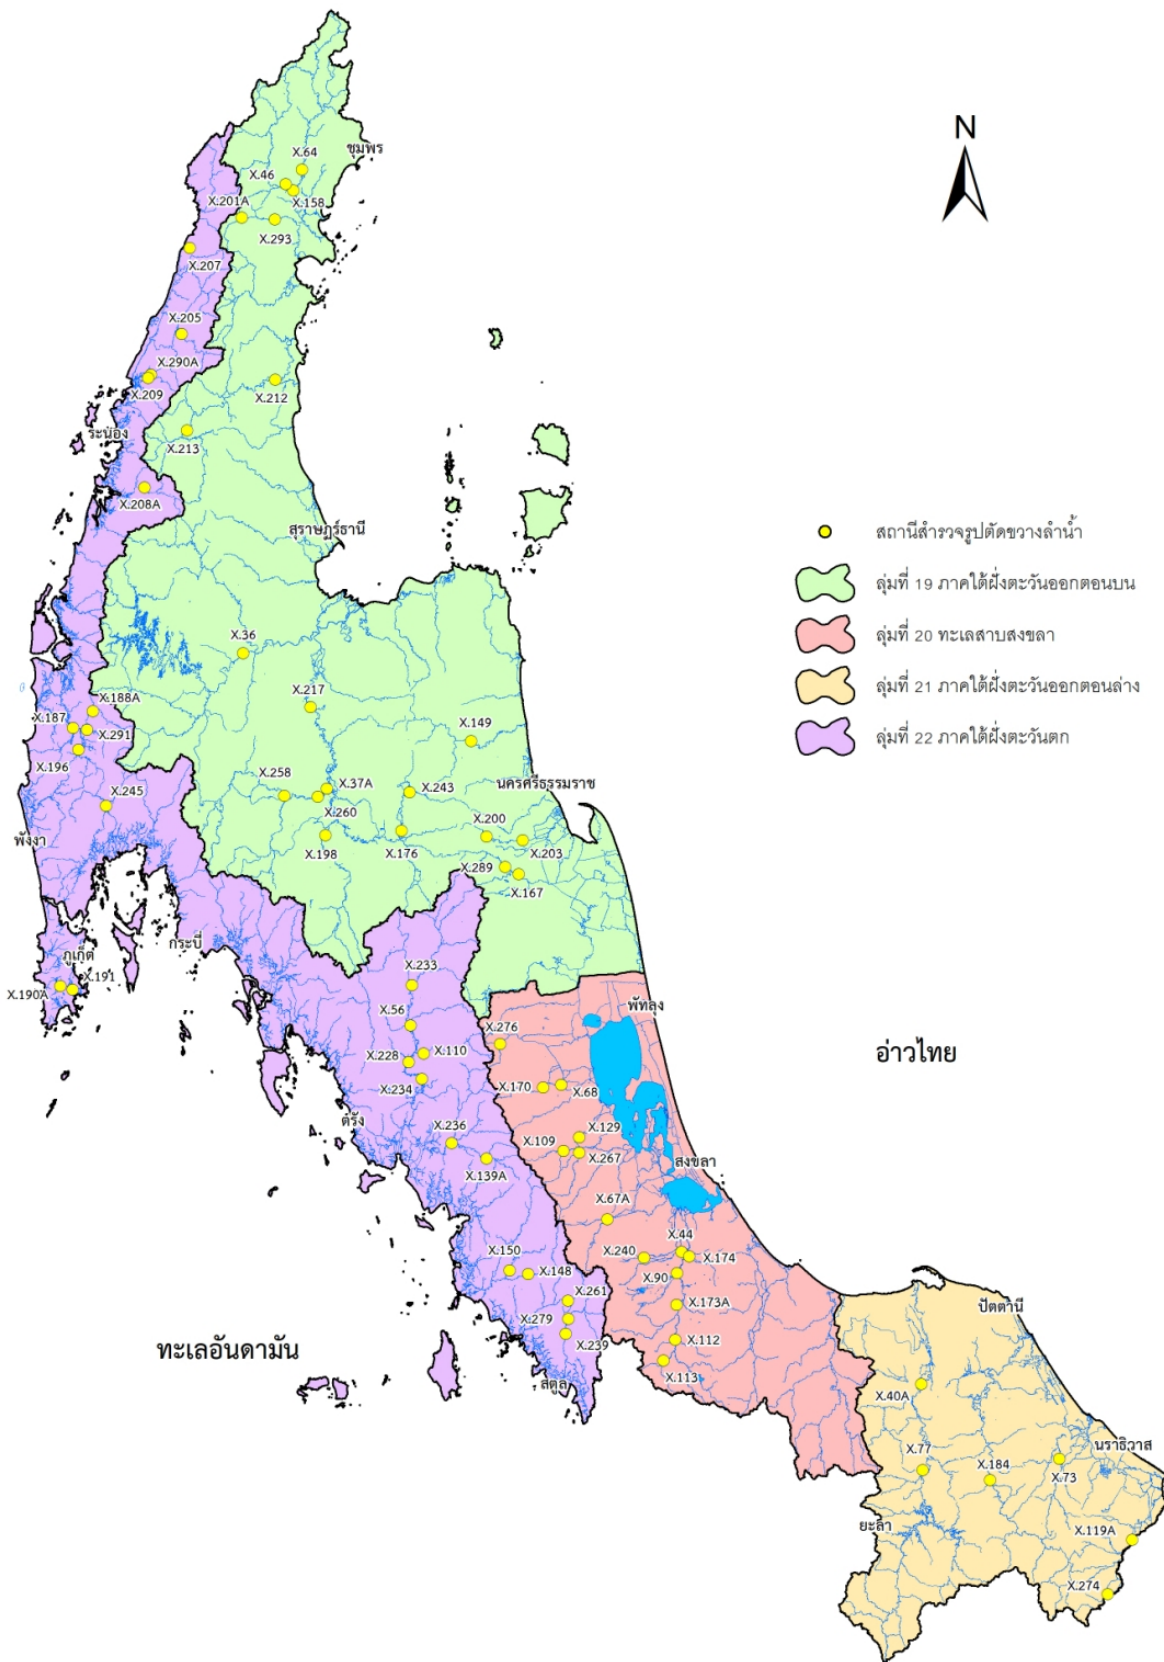 N
X.64
ชุมพร
X.46
X.158
X.201A
X.293
X.207
X.205
X.290A
X.209
X.212
ระนอง
X.213
X.208A
สุราษฎร์ธานี
สถานีสำรวจรูปตัดขวางลำน้ำ
ลุ่มที่ 19 ภาคใต้ฝั่งตะวันออกตอนบน
ลุ่มที่ 20 ทะเลสาบสงขลา
ลุ่มที่ 21 ภาคใต้ฝั่งตะวันออกตอนล่าง
ลุ่มที่ 22 ภาคใต้ฝั่งตะวันตก
X.36
X.188A
X.217
X.187
X.291
X.149
X.196
X.258
X.37A
X.243
นครศรีธรรมราช
X.245
X.260
X.200
พังงา
X.198
X.176
X.203
X.289
X.167
กระบี่
ภูเก็ต
X.191
X.190A
X.233
พัทลุง
X.56
X.276
X.110
X.228
อ่าวไทย
X.234
X.170
X.68
ตรัง
X.236
X.129
X.109
X.267
X.139A
สงขลา
X.67A
X.44
X.150
X.148
X.240
X.174
X.90
X.261
X.173A
ปัตตานี
X.279
X.239
X.112
ทะเลอันดามัน
X.113
สตูล
X.40A
นราธิวาส
X.77
X.184
X.73
ยะลา
X.119A
X.274